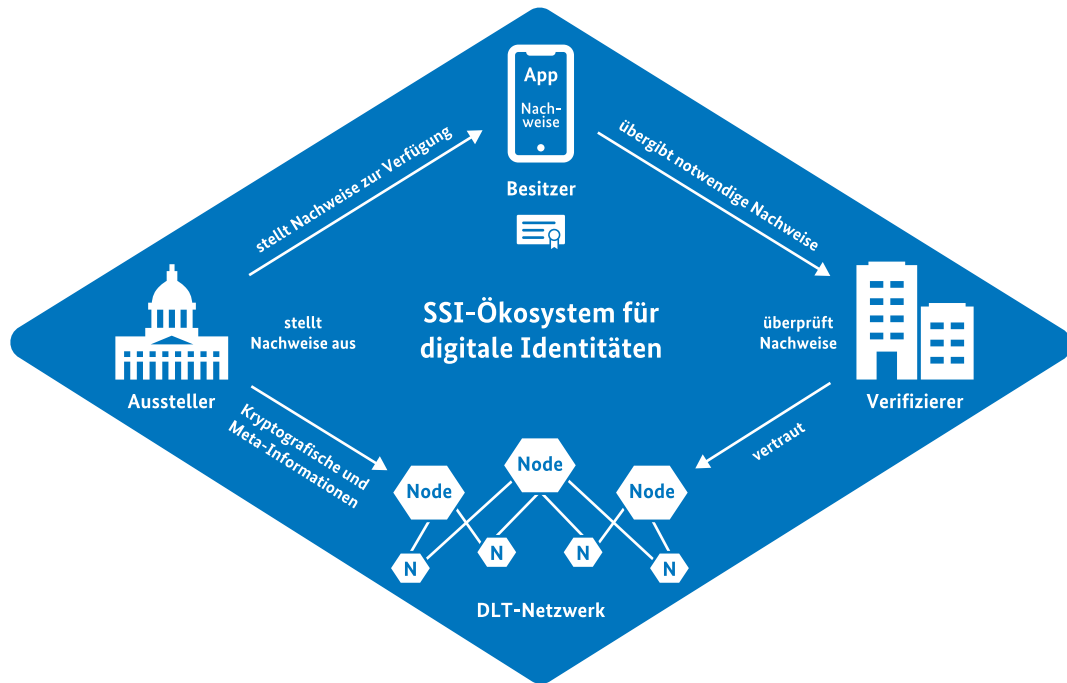 App
Nach-
weise
Besitzer
stellt Nachweise zur Verfügung
übergibt notwendige Nachweise
SSI-Ökosystem für
digitale Identitäten
stellt
Nachweise aus
überprüft
Nachweise
Aussteller
Verifizierer
Kryptografische und
Meta-Informationen
vertraut
Node
Node
Node
N
N
N
N
DLT-Netzwerk